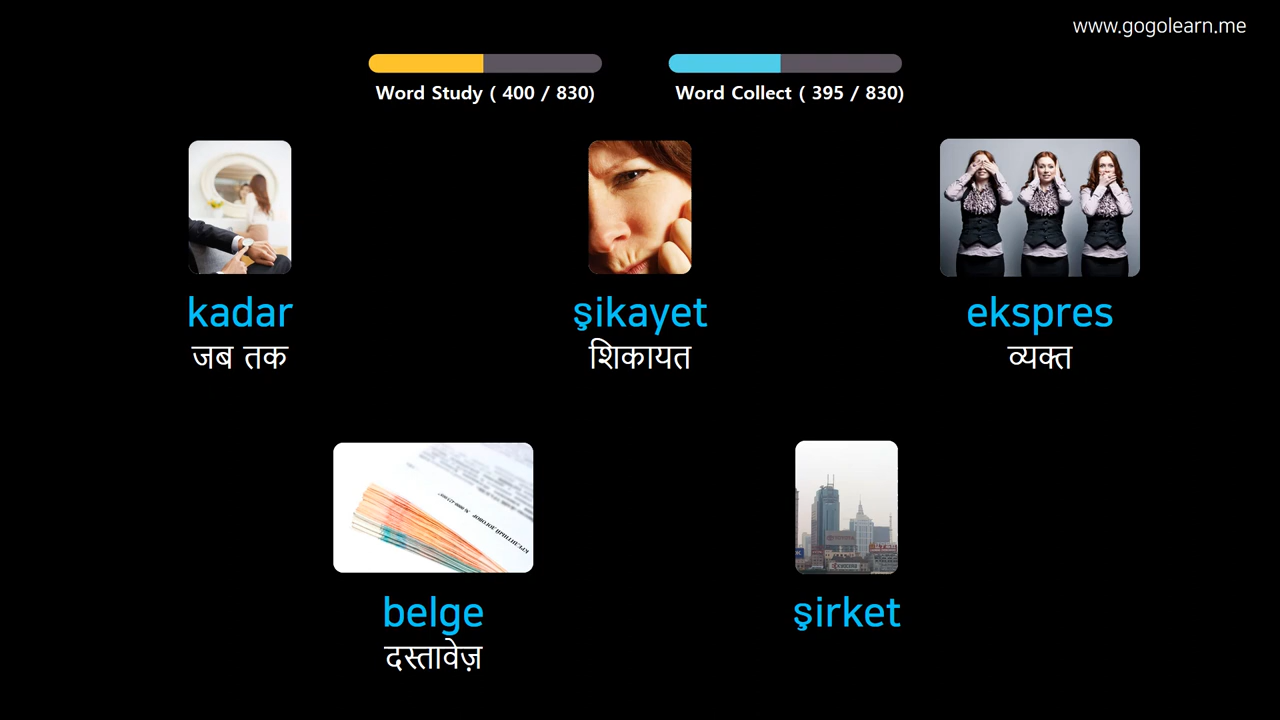 www.gogolearn.me
Word Study ( 400 / 830)
Word Collect ( 395 / 830)
kadar
जब तक
şikayet
शिकायत
ekspres
व्यक्त
belge
दस्तावेज़
şirket